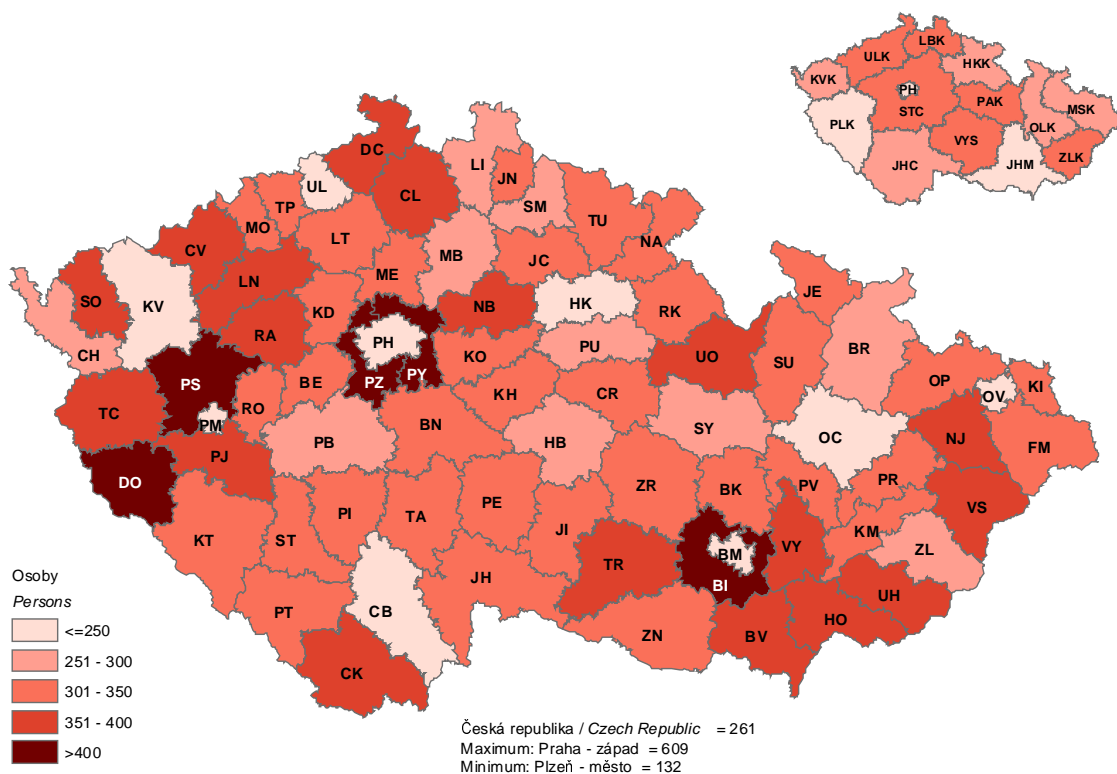 LBK
ULK
HKK
KVK
PH
PAK
MSK
STC
PLK
OLK
VYS
ZLK
JHC
JHM
DC
LI
JN
UL
CL
TP
SM
MO
TU
LT
NA
CV
MB
JC
ME
LN
JE
SO
KV
NB
HK
KD
RK
RA
PH
PU
BR
CH
KO
UO
SU
PS
BE
PZ
PY
OP
KI
KH
CR
OV
TC
RO
PM
BN
SY
OC
NJ
PB
HB
FM
PJ
DO
ZR
BK
PV
PR
PI
TA
PE
VS
KT
ST
JI
KM
BM
VY
ZL
TR
JH
BI
UH
PT
CB
HO
ZN
BV
CK
Osoby
Persons
<=250
251 - 300
301 - 350
351 - 400
>400
Česká republika / Czech Republic = 261
Maximum: Praha - západ = 609
Minimum: Plzeň - město = 132